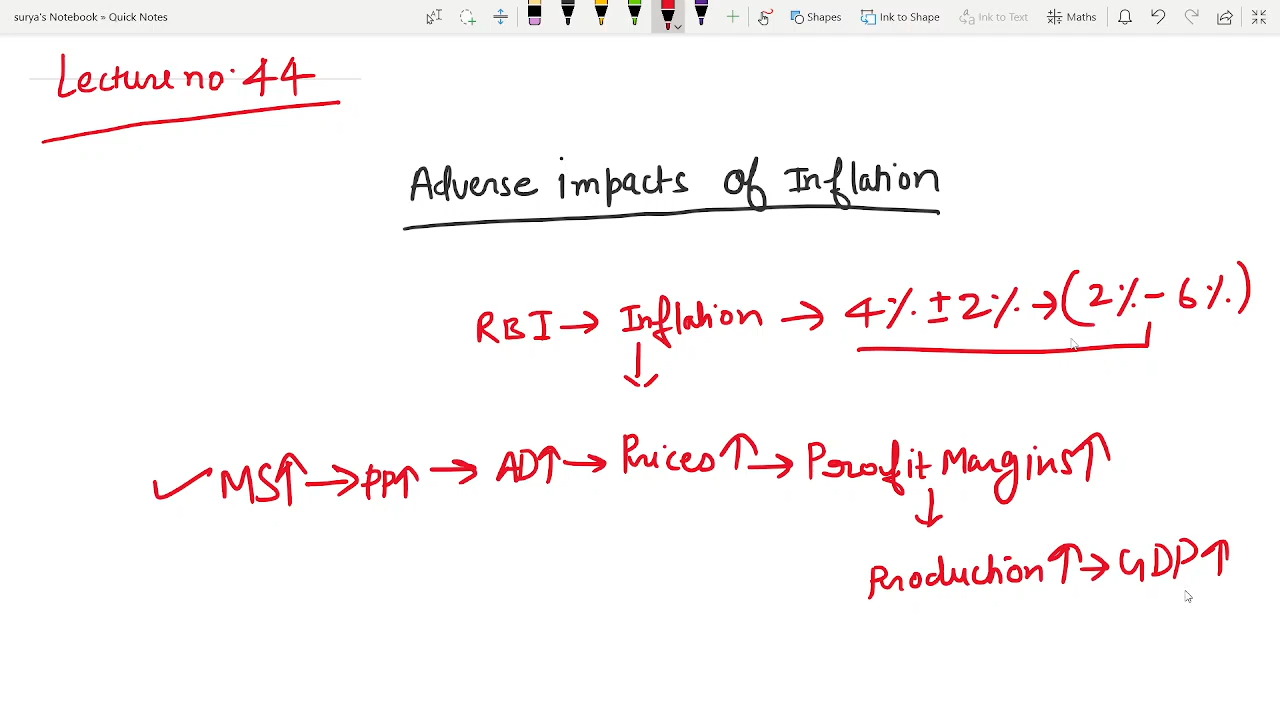 surya's Notebook » Quick Notes
Shapes Ink to Shape Ink to Text Maths
Lecture no. 44
Adverse impacts of Inflation
RBI → Inflation → 4% ± 2% → (2% - 6%)
↓
✓ MS↑ → PP↑ → AD↑ → Prices↑ → Profit Margins↑
↓
Production↑ → GDP↑